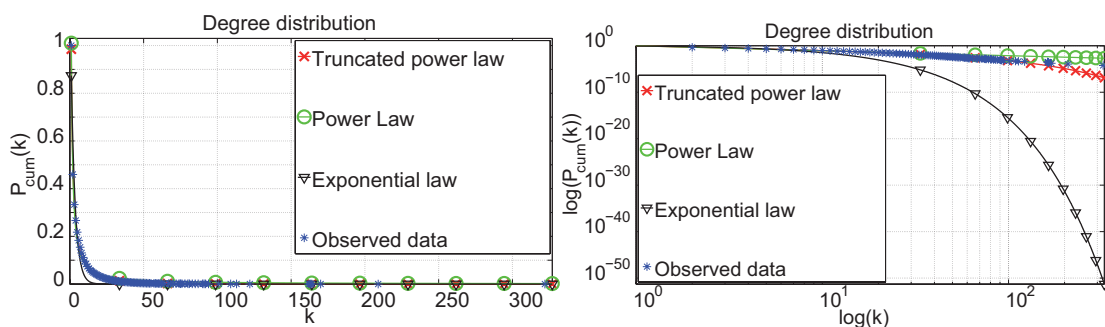 Degree distribution
1
0.8
0.6
0.4
0.2
0
P_cum(k)
Truncated power law
Power Law
Exponential law
Observed data
0 50 100 150 200 250 300
k
Degree distribution
10^0
10^-10
10^-20
10^-30
10^-40
10^-50
log(P_cum(k))
Truncated power law
Power Law
Exponential law
Observed data
10^0 10^1 10^2
log(k)